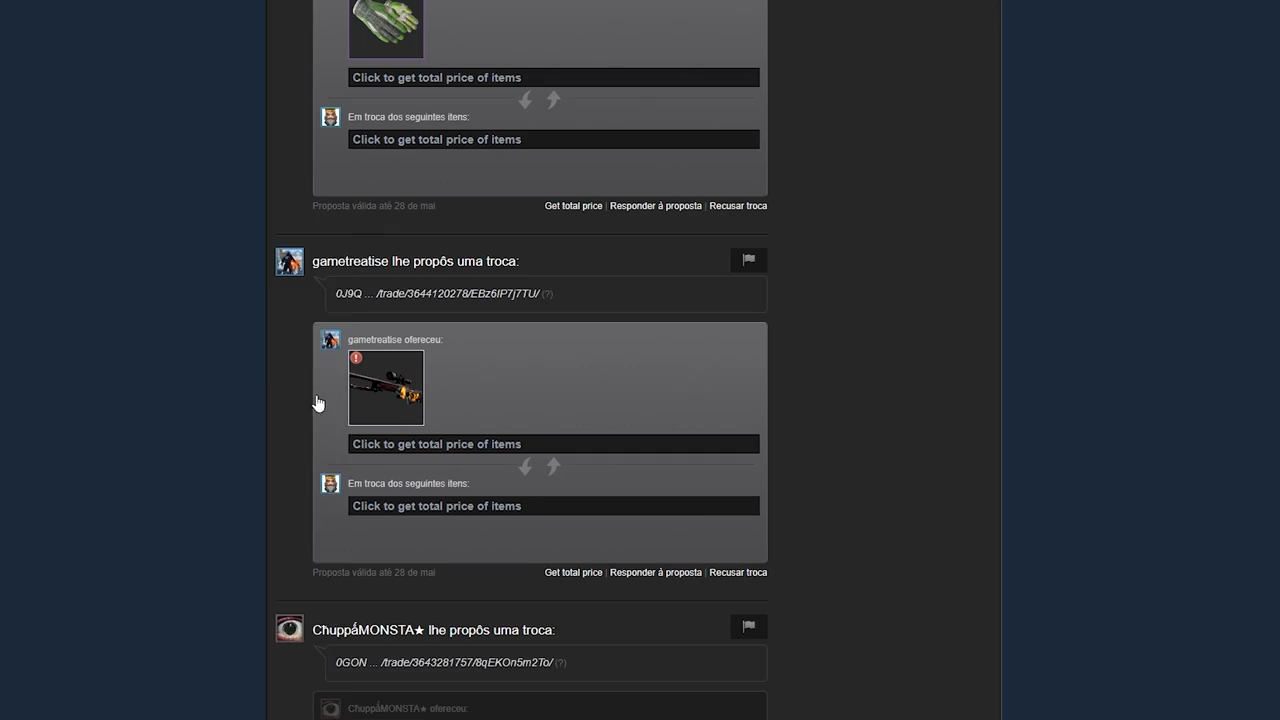 Click to get total price of items
Em troca dos seguintes itens:
Click to get total price of items
Proposta válida até 28 de mai
Get total price | Responder à proposta | Recusar troca
gametreatise lhe propôs uma troca:
0J9Q ... /trade/3644120278/EBz6IP7j7TU/ (?)
gametreatise ofereceu:
!
Click to get total price of items
Em troca dos seguintes itens:
Click to get total price of items
Proposta válida até 28 de mai
Get total price | Responder à proposta | Recusar troca
CħuppǻMONSTA★ lhe propôs uma troca:
0GON ... /trade/3643281757/8qEKOn5m2To/ (?)
CħuppǻMONSTA★ ofereceu: